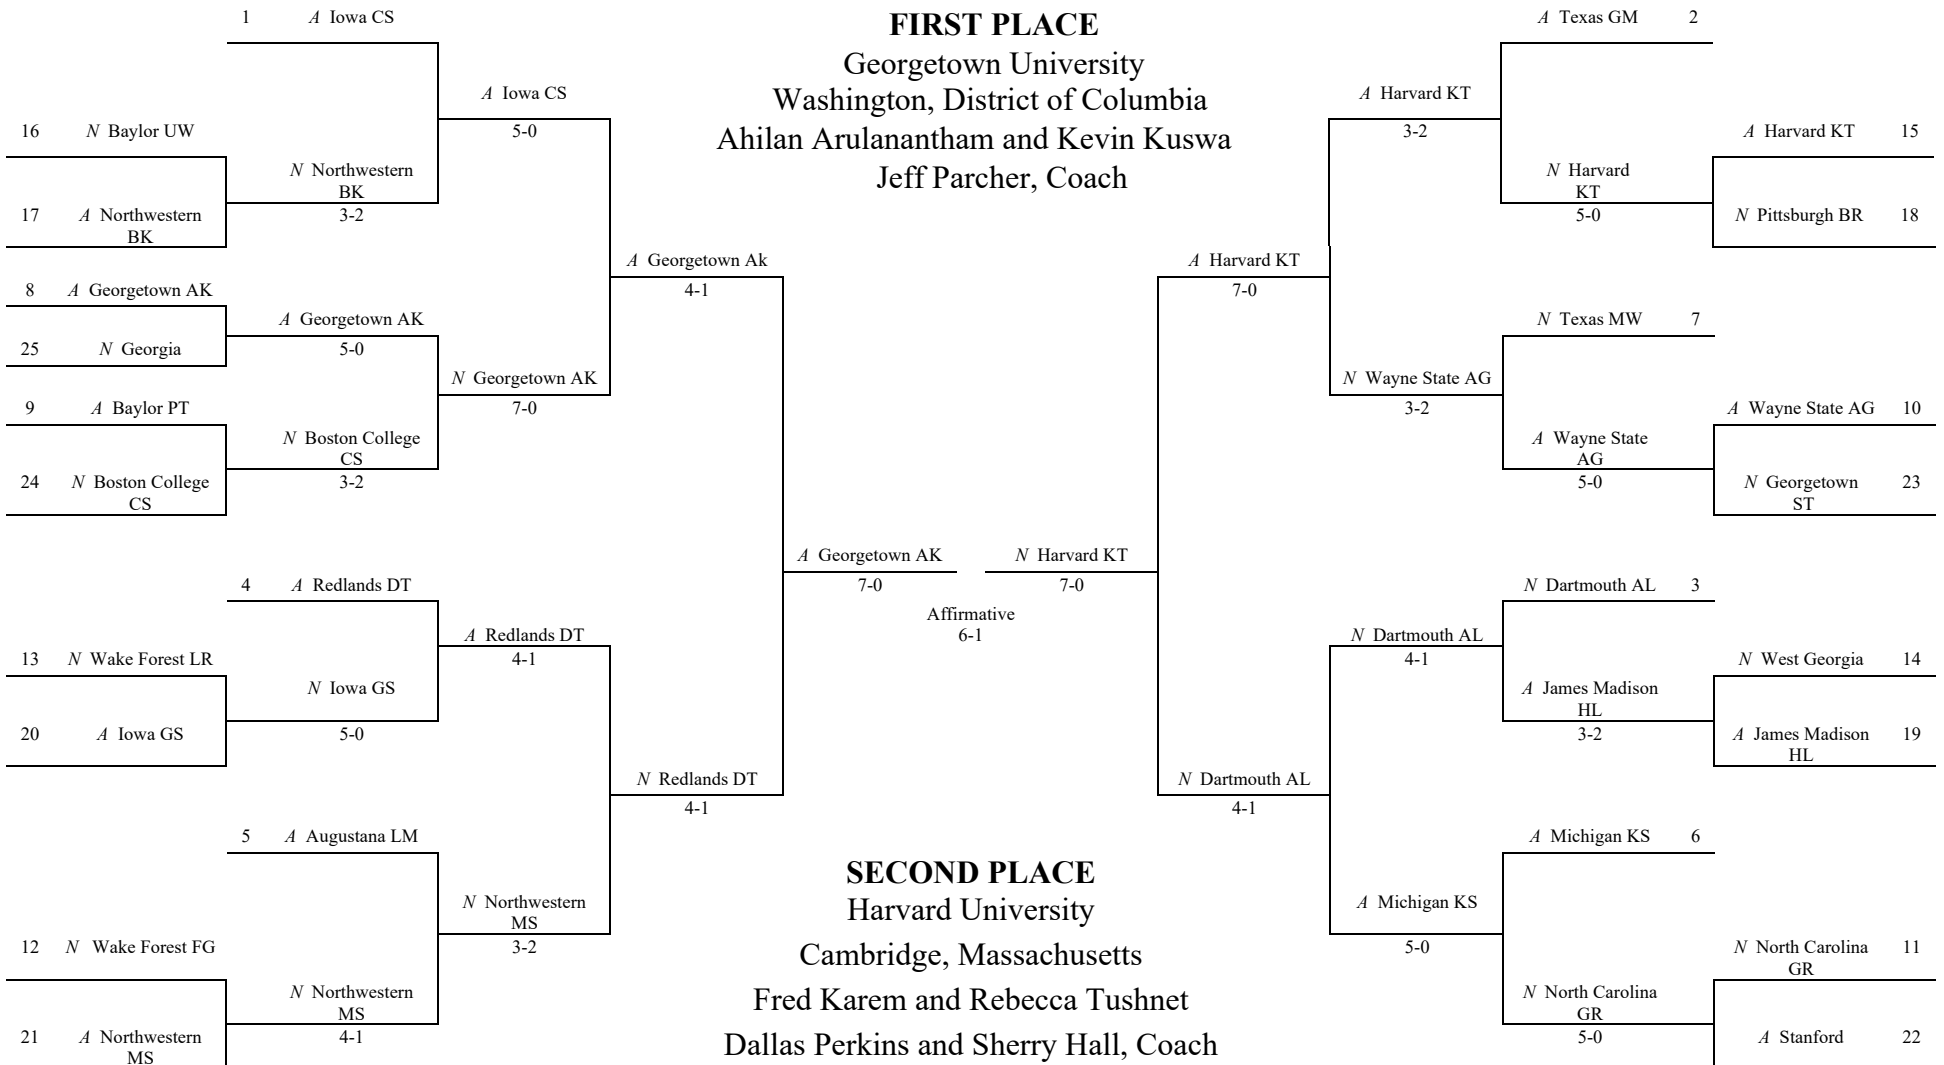 1 A Iowa CS
FIRST PLACE
A Texas GM 2
Georgetown University
Washington, District of Columbia
Ahilan Arulanantham and Kevin Kuswa
Jeff Parcher, Coach
A Iowa CS
5-0
A Harvard KT
3-2
16 N Baylor UW
A Harvard KT 15
N Northwestern
BK
3-2
N Harvard
KT
5-0
17 A Northwestern
BK
N Pittsburgh BR 18
A Georgetown Ak
4-1
A Harvard KT
7-0
8 A Georgetown AK
A Georgetown AK
5-0
N Texas MW 7
25 N Georgia
N Georgetown AK
7-0
N Wayne State AG
3-2
9 A Baylor PT
A Wayne State AG 10
N Boston College
CS
3-2
A Wayne State
AG
5-0
24 N Boston College
CS
N Georgetown
ST 23
A Georgetown AK
7-0
N Harvard KT
7-0
Affirmative
6-1
4 A Redlands DT
N Dartmouth AL 3
A Redlands DT
4-1
N Dartmouth AL
4-1
13 N Wake Forest LR
N West Georgia 14
N Iowa GS
5-0
A James Madison
HL
3-2
20 A Iowa GS
A James Madison
HL 19
N Redlands DT
4-1
N Dartmouth AL
4-1
5 A Augustana LM
A Michigan KS 6
SECOND PLACE
Harvard University
Cambridge, Massachusetts
Fred Karem and Rebecca Tushnet
Dallas Perkins and Sherry Hall, Coach
N Northwestern
MS
3-2
A Michigan KS
5-0
12 N Wake Forest FG
N North Carolina
GR 11
N Northwestern
MS
4-1
N North Carolina
GR
5-0
21 A Northwestern
MS
A Stanford 22